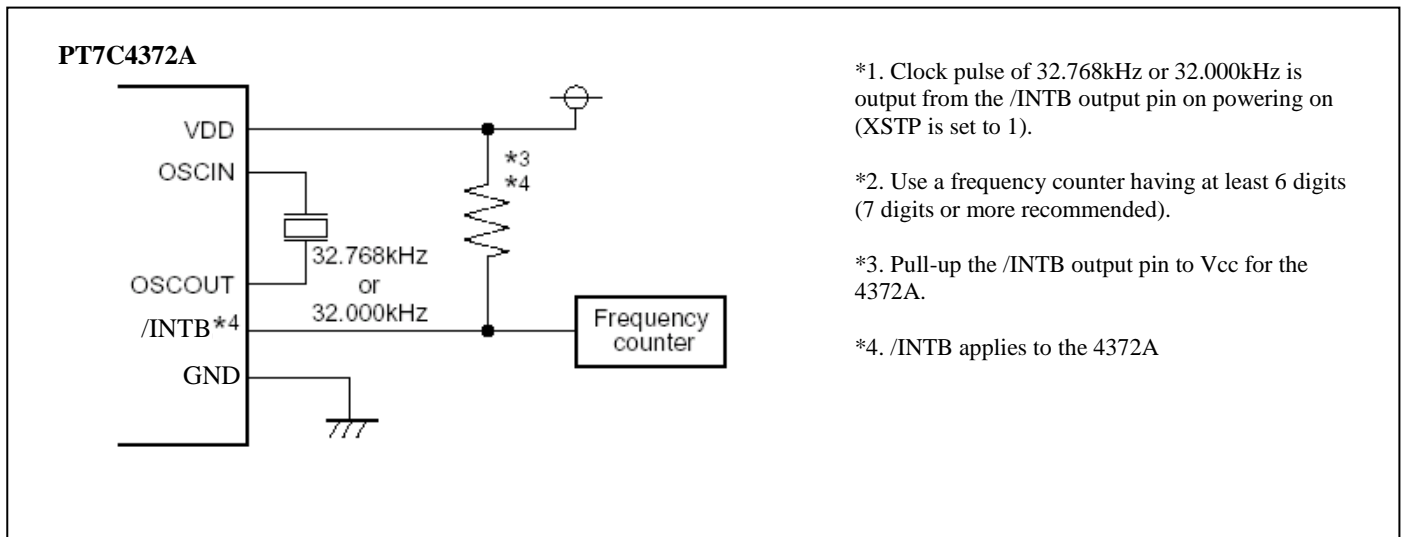 PT7C4372A
VDD
OSCIN
*3
*4
32.768kHz
or
32.000kHz
OSCOUT
/INTB*4
GND
Frequency
counter
*1. Clock pulse of 32.768kHz or 32.000kHz is
output from the /INTB output pin on powering on
(XSTP is set to 1).
*2. Use a frequency counter having at least 6 digits
(7 digits or more recommended).
*3. Pull-up the /INTB output pin to Vcc for the
4372A.
*4. /INTB applies to the 4372A